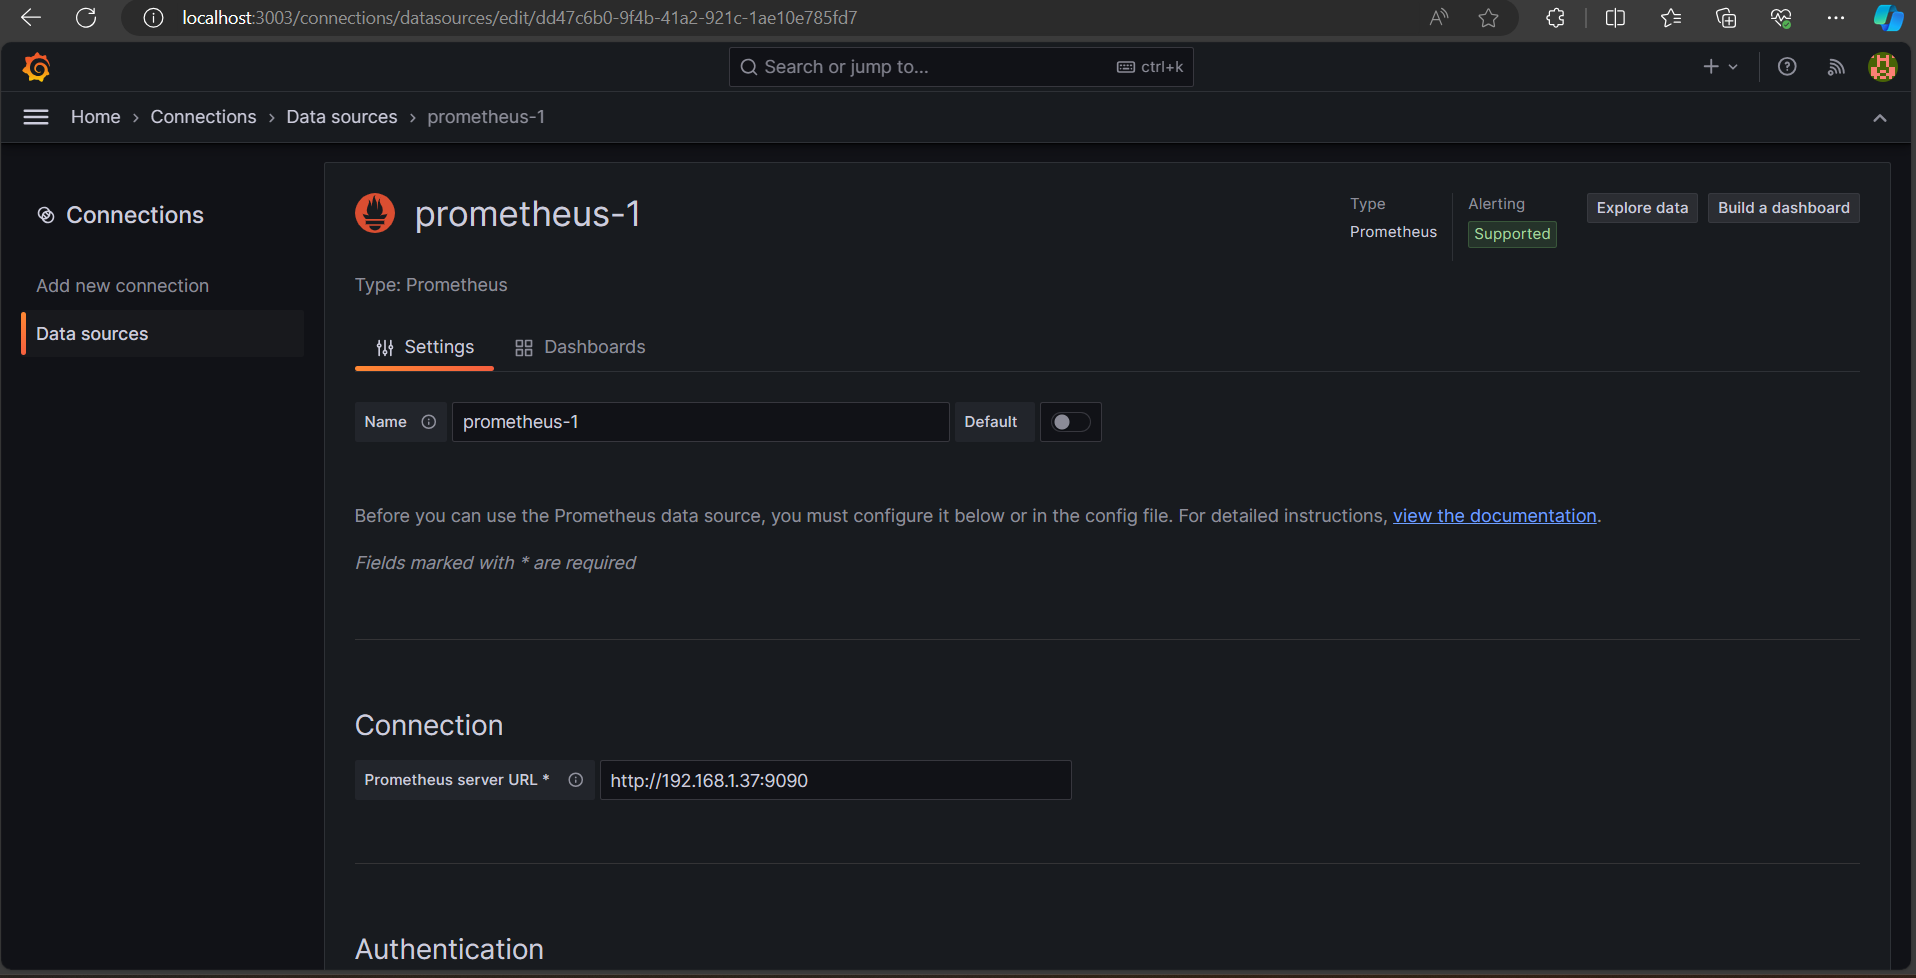 localhost:3003/connections/datasources/edit/dd47c6b0-9f4b-41a2-921c-1ae10e785fd7
Search or jump to... ctrl+k
Home › Connections › Data sources › prometheus-1
Connections
Add new connection
Data sources
prometheus-1
Type
Prometheus
Alerting
Supported
Explore data
Build a dashboard
Type: Prometheus
Settings Dashboards
Name prometheus-1 Default
Before you can use the Prometheus data source, you must configure it below or in the config file. For detailed instructions, view the documentation.
Fields marked with * are required
Connection
Prometheus server URL * http://192.168.1.37:9090
Authentication